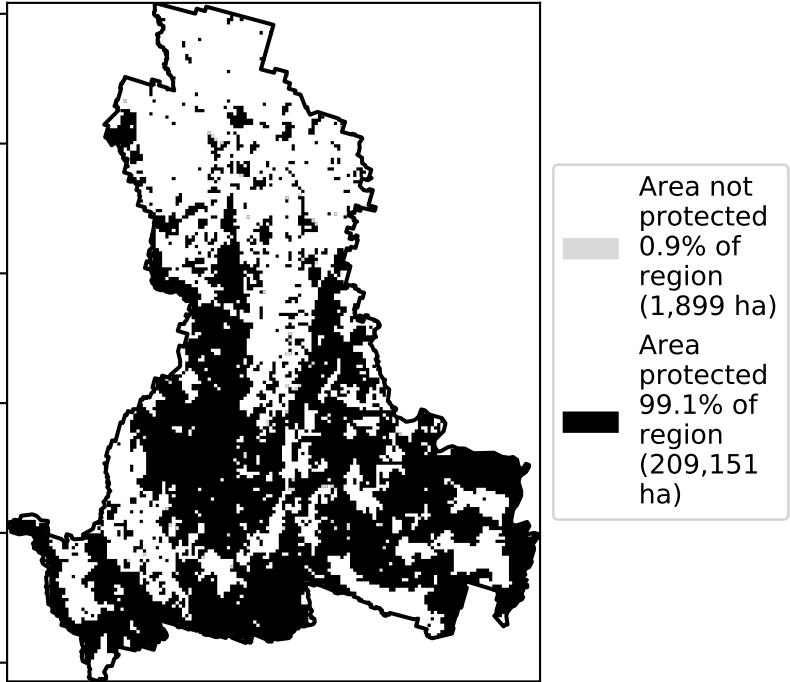 Area not
protected
0.9% of
region
(1,899 ha)
Area
protected
99.1% of
region
(209,151
ha)